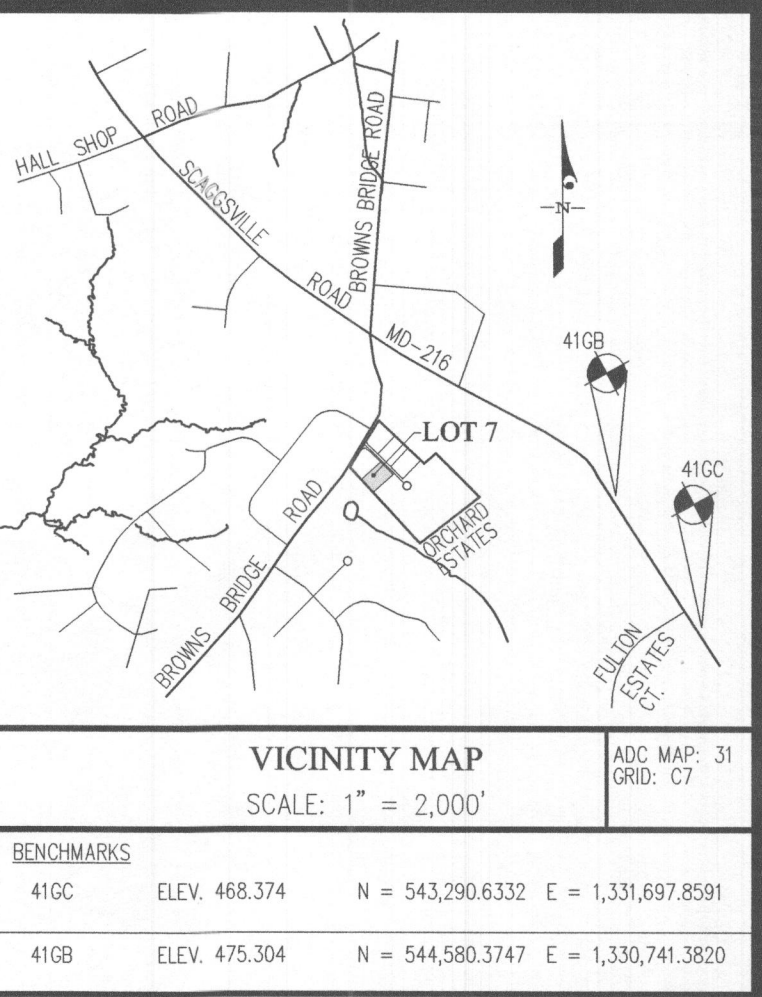 HALL SHOP ROAD
SCAGGSVILLE ROAD
BROWNS BRIDGE ROAD
MD-216
-N-
41GB
LOT 7
41GC
ORCHARD
ESTATES
BROWNS BRIDGE ROAD
FULTON
ESTATES
CT.
VICINITY MAP
SCALE: 1" = 2,000'
ADC MAP: 31
GRID: C7
BENCHMARKS
41GC ELEV. 468.374 N = 543,290.6332 E = 1,331,697.8591
41GB ELEV. 475.304 N = 544,580.3747 E = 1,330,741.3820